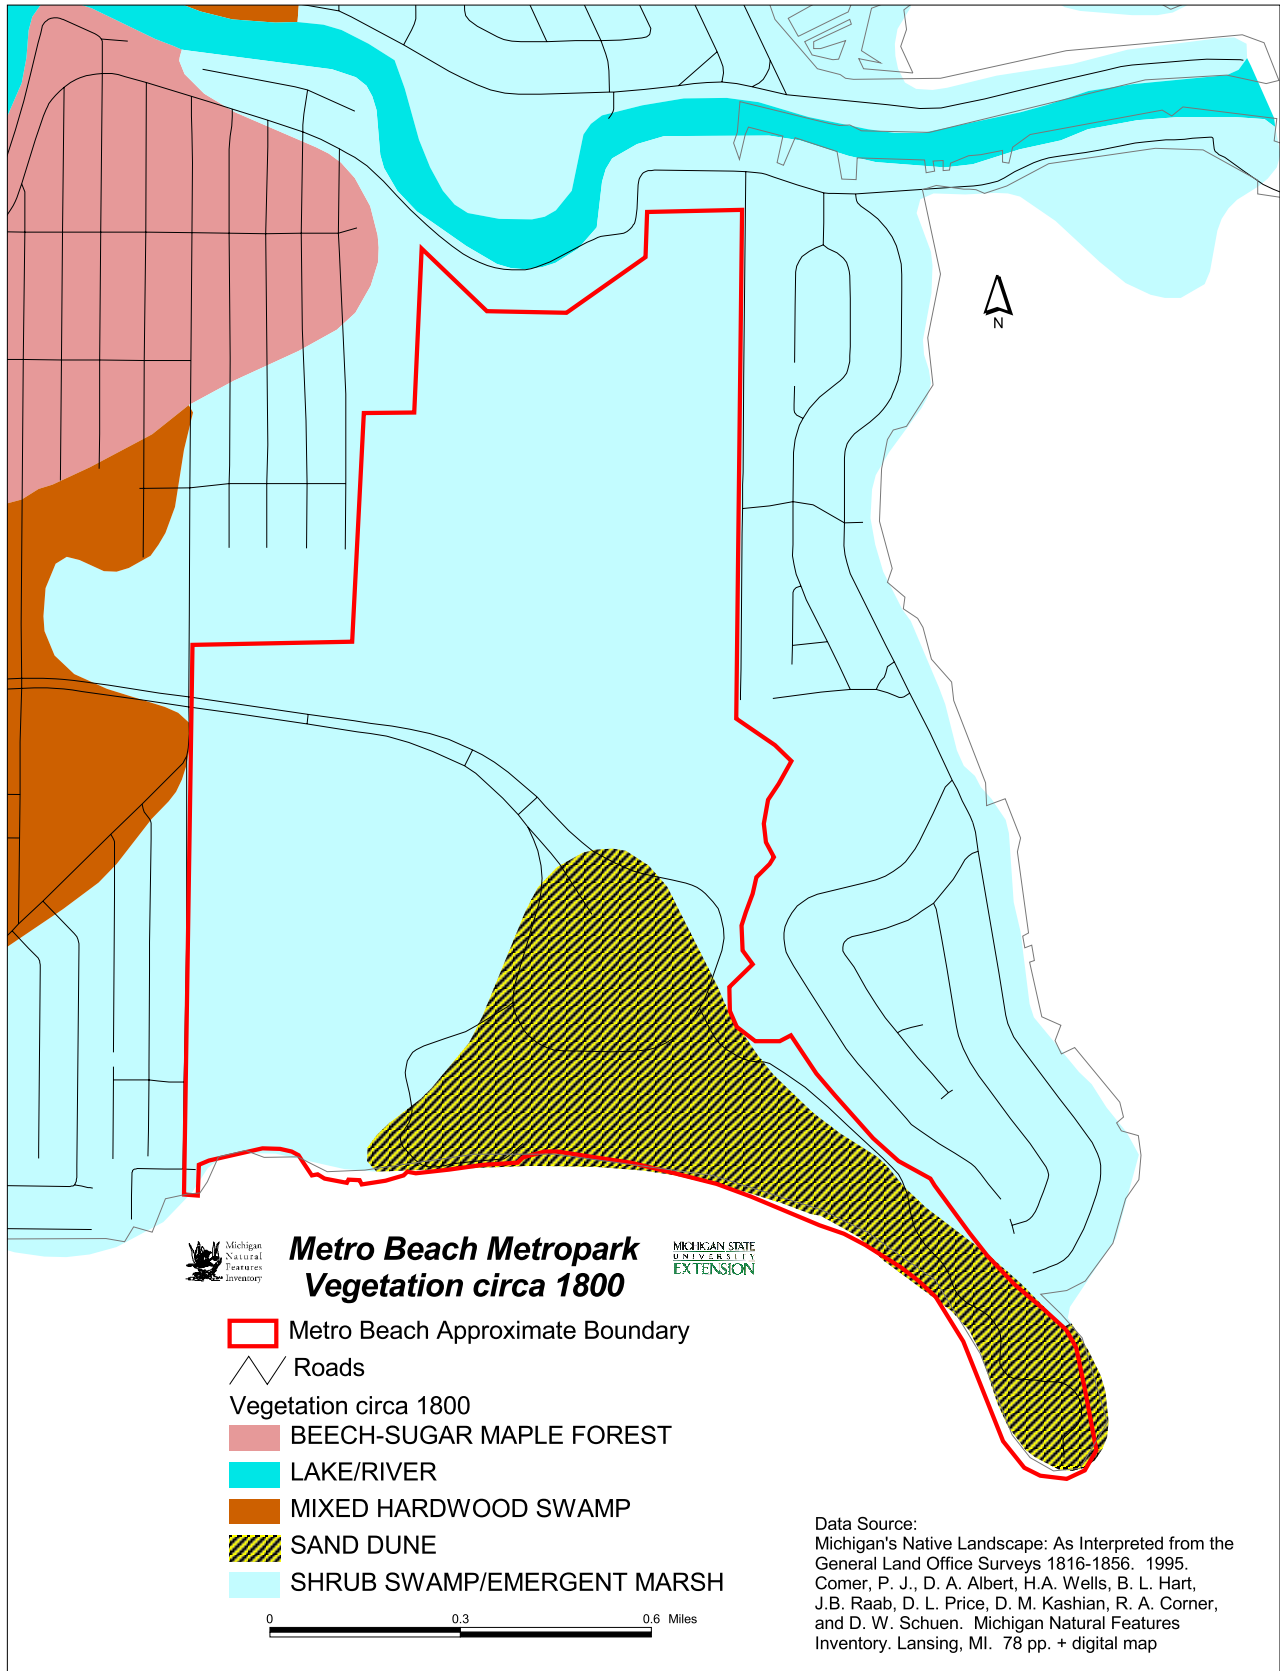 N
Michigan
Natural
Features
Inventory
Metro Beach Metropark
Vegetation circa 1800
MICHIGAN STATE
UNIVERSITY
EXTENSION
Metro Beach Approximate Boundary
Roads
Vegetation circa 1800
BEECH-SUGAR MAPLE FOREST
LAKE/RIVER
MIXED HARDWOOD SWAMP
SAND DUNE
SHRUB SWAMP/EMERGENT MARSH
0 0.3 0.6 Miles
Data Source:
Michigan's Native Landscape: As Interpreted from the
General Land Office Surveys 1816-1856. 1995.
Comer, P. J., D. A. Albert, H.A. Wells, B. L. Hart,
J.B. Raab, D. L. Price, D. M. Kashian, R. A. Corner,
and D. W. Schuen. Michigan Natural Features
Inventory. Lansing, MI. 78 pp. + digital map